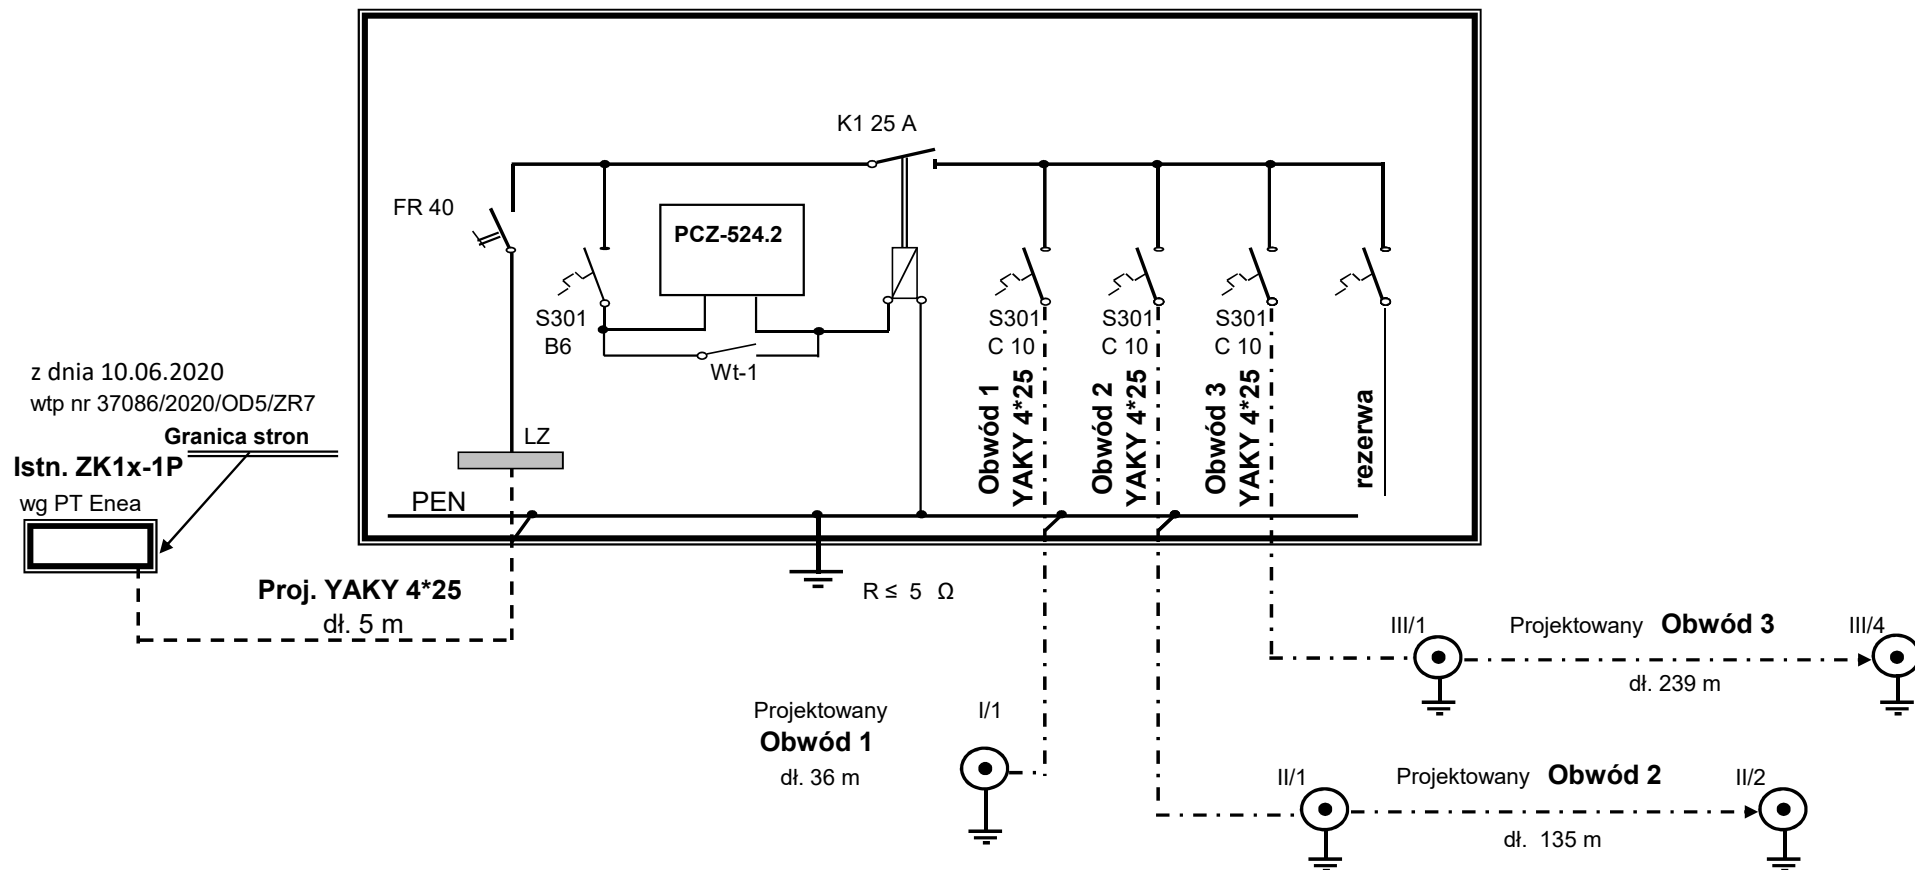 K1 25 A
FR 40
PCZ-524.2
S301
B6
Wt-1
S301
C 10
S301
C 10
S301
C 10
Obwód 1
YAKY 4*25
Obwód 2
YAKY 4*25
Obwód 3
YAKY 4*25
rezerwa
z dnia 10.06.2020
wtp nr 37086/2020/OD5/ZR7
Granica stron
Istn. ZK1x-1P
wg PT Enea
LZ
PEN
Proj. YAKY 4*25
dł. 5 m
R ≤ 5 Ω
III/1
Projektowany Obwód 3
III/4
dł. 239 m
Projektowany
Obwód 1
dł. 36 m
I/1
II/1
Projektowany Obwód 2
II/2
dł. 135 m